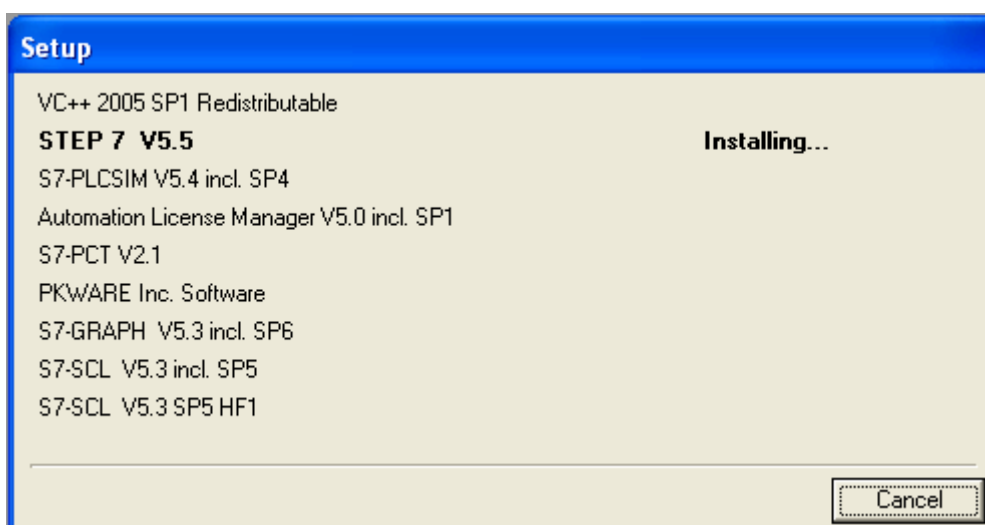 Setup
VC++ 2005 SP1 Redistributable
STEP 7 V5.5 Installing...
S7-PLCSIM V5.4 incl. SP4
Automation License Manager V5.0 incl. SP1
S7-PCT V2.1
PKWARE Inc. Software
S7-GRAPH V5.3 incl. SP6
S7-SCL V5.3 incl. SP5
S7-SCL V5.3 SP5 HF1
Cancel